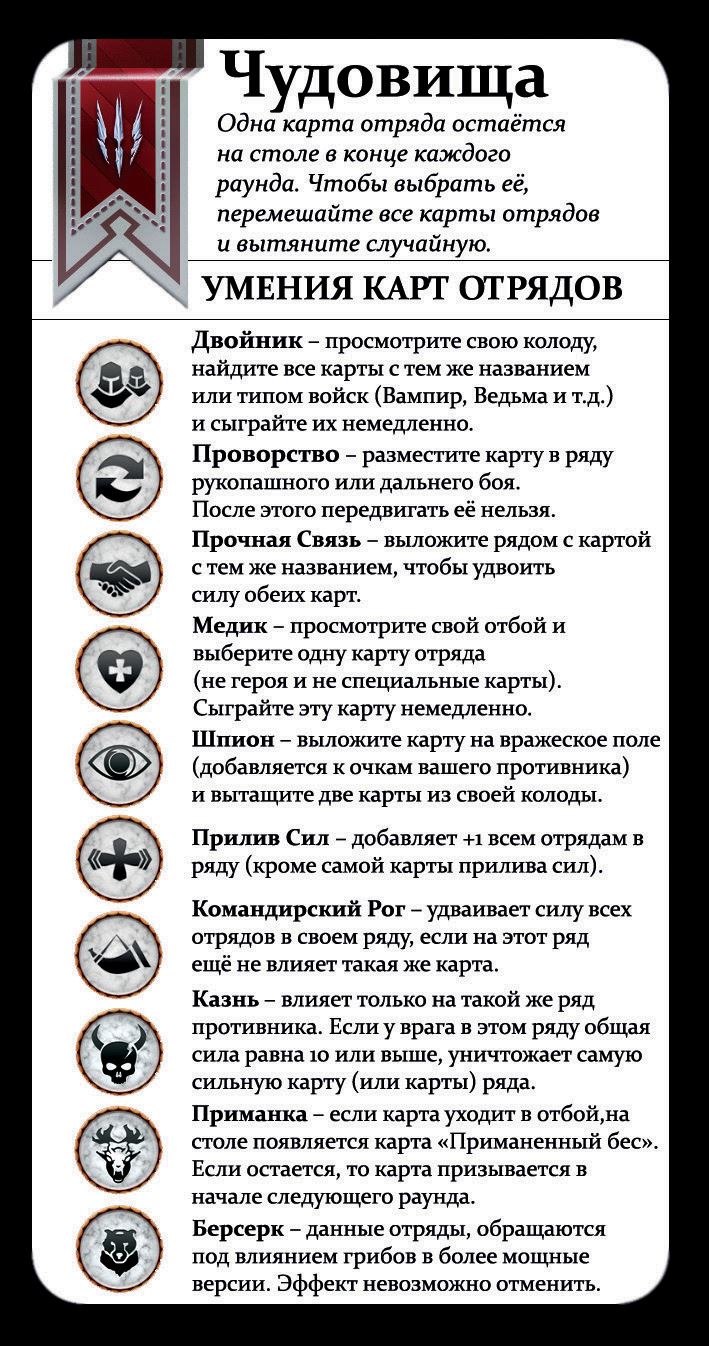 Чудовища
Одна карта отряда остаётся
на столе в конце каждого
раунда. Чтобы выбрать её,
перемешайте все карты отрядов
и вытяните случайную.
УМЕНИЯ КАРТ ОТРЯДОВ
Двойник – просмотрите свою колоду,
найдите все карты с тем же названием
или типом войск (Вампир, Ведьма и т.д.)
и сыграйте их немедленно.
Проворство – разместите карту в ряду
рукопашного или дальнего боя.
После этого передвигать её нельзя.
Прочная Связь – выложите рядом с картой
с тем же названием, чтобы удвоить
силу обеих карт.
Медик – просмотрите свой отбой и
выберите одну карту отряда
(не героя и не специальные карты).
Сыграйте эту карту немедленно.
Шпион – выложите карту на вражеское поле
(добавляется к очкам вашего противника)
и вытащите две карты из своей колоды.
Прилив Сил – добавляет +1 всем отрядам в
ряду (кроме самой карты прилива сил).
Командирский Рог – удваивает силу всех
отрядов в своем ряду, если на этот ряд
ещё не влияет такая же карта.
Казнь – влияет только на такой же ряд
противника. Если у врага в этом ряду общая
сила равна 10 или выше, уничтожает самую
сильную карту (или карты) ряда.
Приманка – если карта уходит в отбой,на
столе появляется карта «Приманенный бес».
Если остается, то карта призывается в
начале следующего раунда.
Берсерк – данные отряды, обращаются
под влиянием грибов в более мощные
версии. Эффект невозможно отменить.